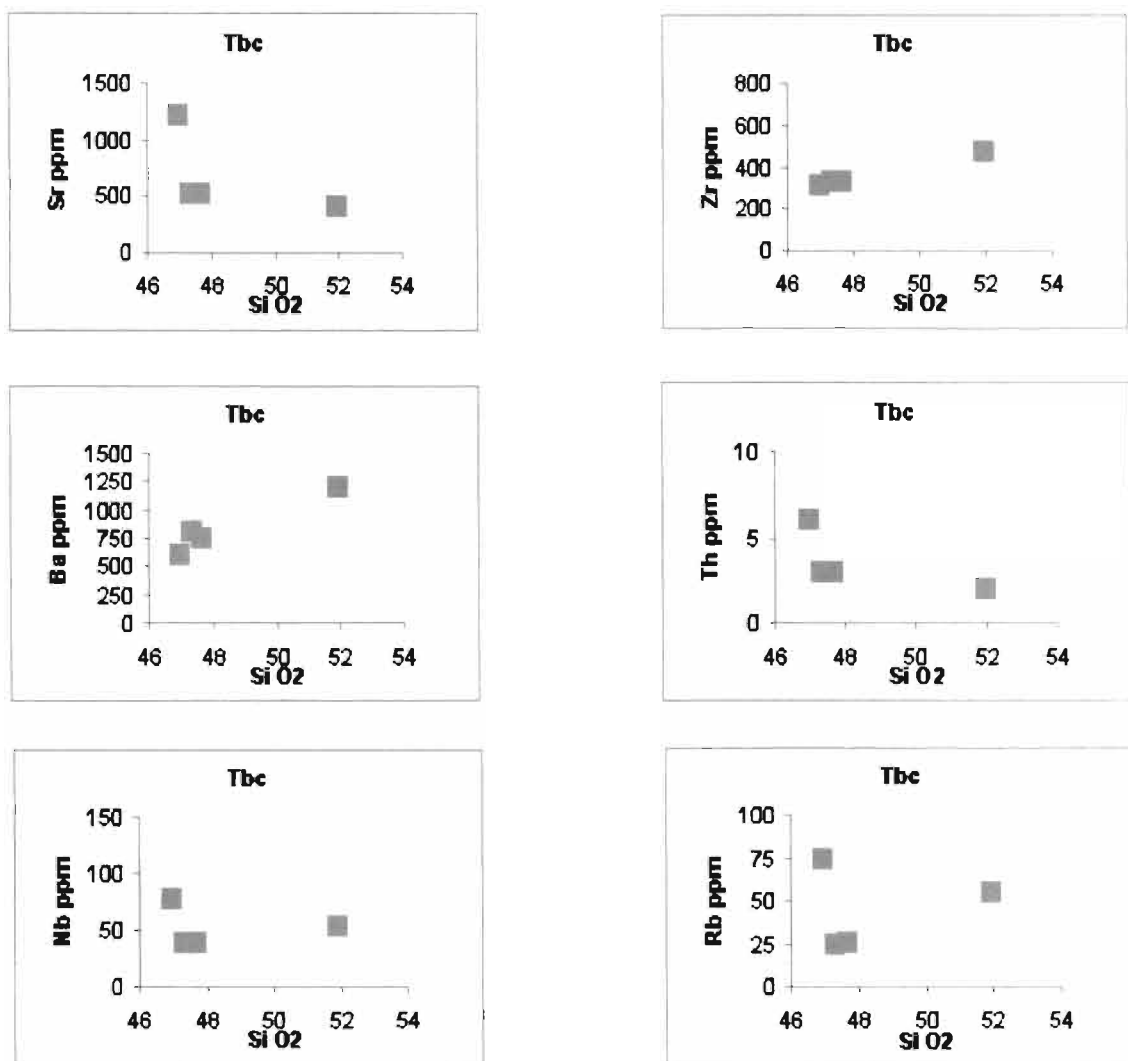 Tbc
1500
1000
500
0
Sr ppm
46 48 50 52 54
Si O2
Tbc
800
600
400
200
0
Zr ppm
46 48 50 52 54
Si O2
Tbc
1500
1250
1000
750
500
250
0
Ba ppm
46 48 50 52 54
Si O2
Tbc
10
5
0
Th ppm
46 48 50 52 54
Si O2
Tbc
150
100
50
0
Nb ppm
46 48 50 52 54
Si O2
Tbc
100
75
50
25
0
Rb ppm
46 48 50 52 54
Si O2